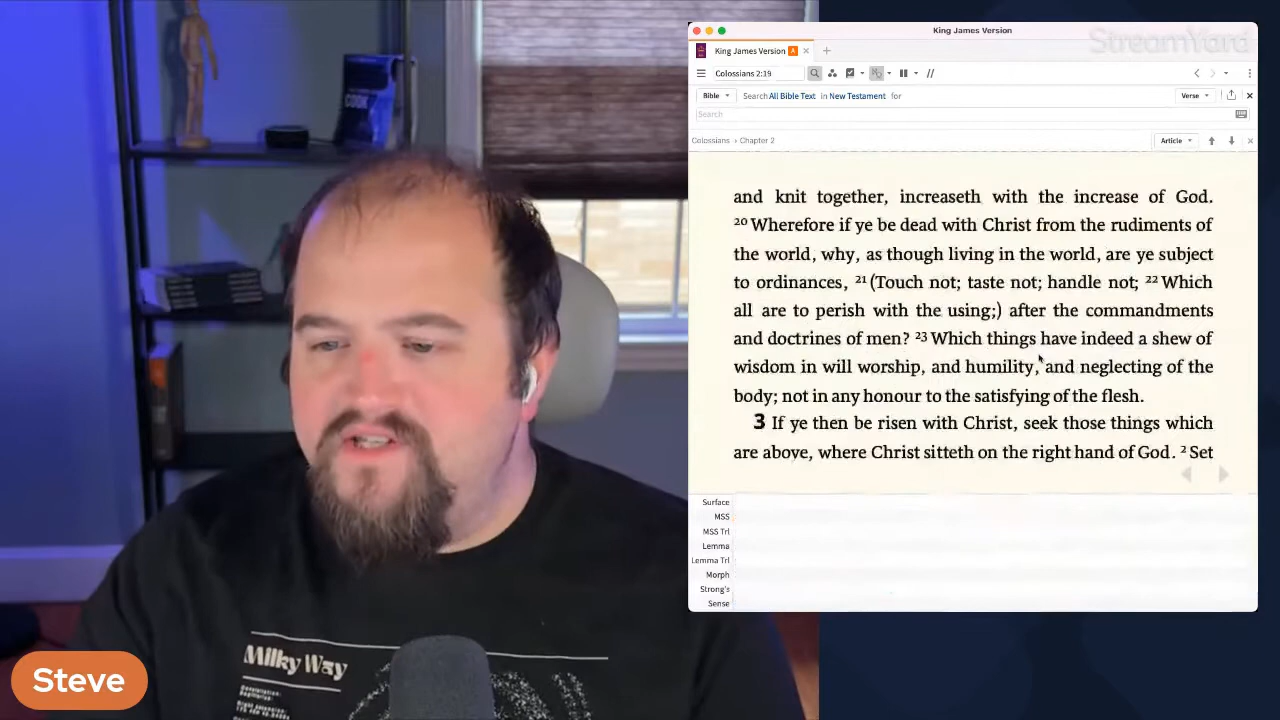 StreamYard
King James Version
King James Version A
Colossians 2:19
Bible Search All Bible Text in New Testament for Verse
Search
Colossians › Chapter 2 Article
and knit together, increaseth with the increase of God.
20 Wherefore if ye be dead with Christ from the rudiments of
the world, why, as though living in the world, are ye subject
to ordinances, 21 (Touch not; taste not; handle not; 22 Which
all are to perish with the using;) after the commandments
and doctrines of men? 23 Which things have indeed a shew of
wisdom in will worship, and humility, and neglecting of the
body; not in any honour to the satisfying of the flesh.
3 If ye then be risen with Christ, seek those things which
are above, where Christ sitteth on the right hand of God. 2 Set
Surface
MSS
MSS Trl
Lemma
Lemma Trl
Morph
Strong's
Sense
COOK
Milky Way
Steve